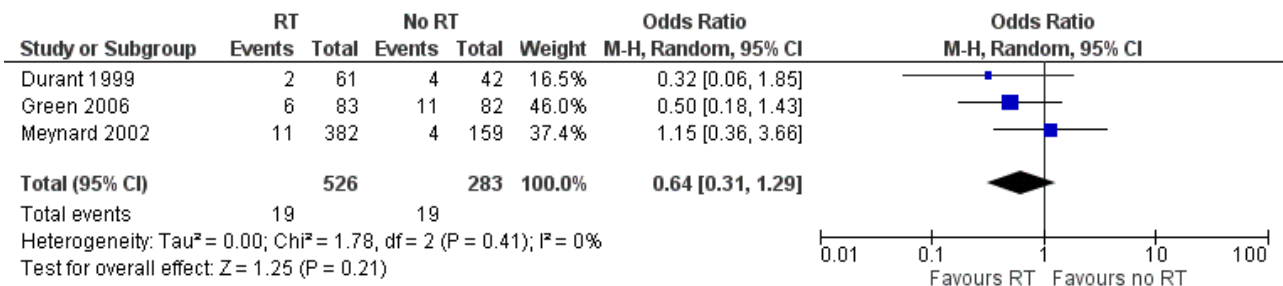 RT No RT Odds Ratio Odds Ratio
Study or Subgroup Events Total Events Total Weight M-H, Random, 95% CI M-H, Random, 95% CI
Durant 1999 2 61 4 42 16.5% 0.32 [0.06, 1.85]
Green 2006 6 83 11 82 46.0% 0.50 [0.18, 1.43]
Meynard 2002 11 382 4 159 37.4% 1.15 [0.36, 3.66]
Total (95% CI) 526 283 100.0% 0.64 [0.31, 1.29]
Total events 19 19
Heterogeneity: Tau² = 0.00; Chi² = 1.78, df = 2 (P = 0.41); I² = 0%
Test for overall effect: Z = 1.25 (P = 0.21)
0.01 0.1 1 10 100
Favours RT Favours no RT